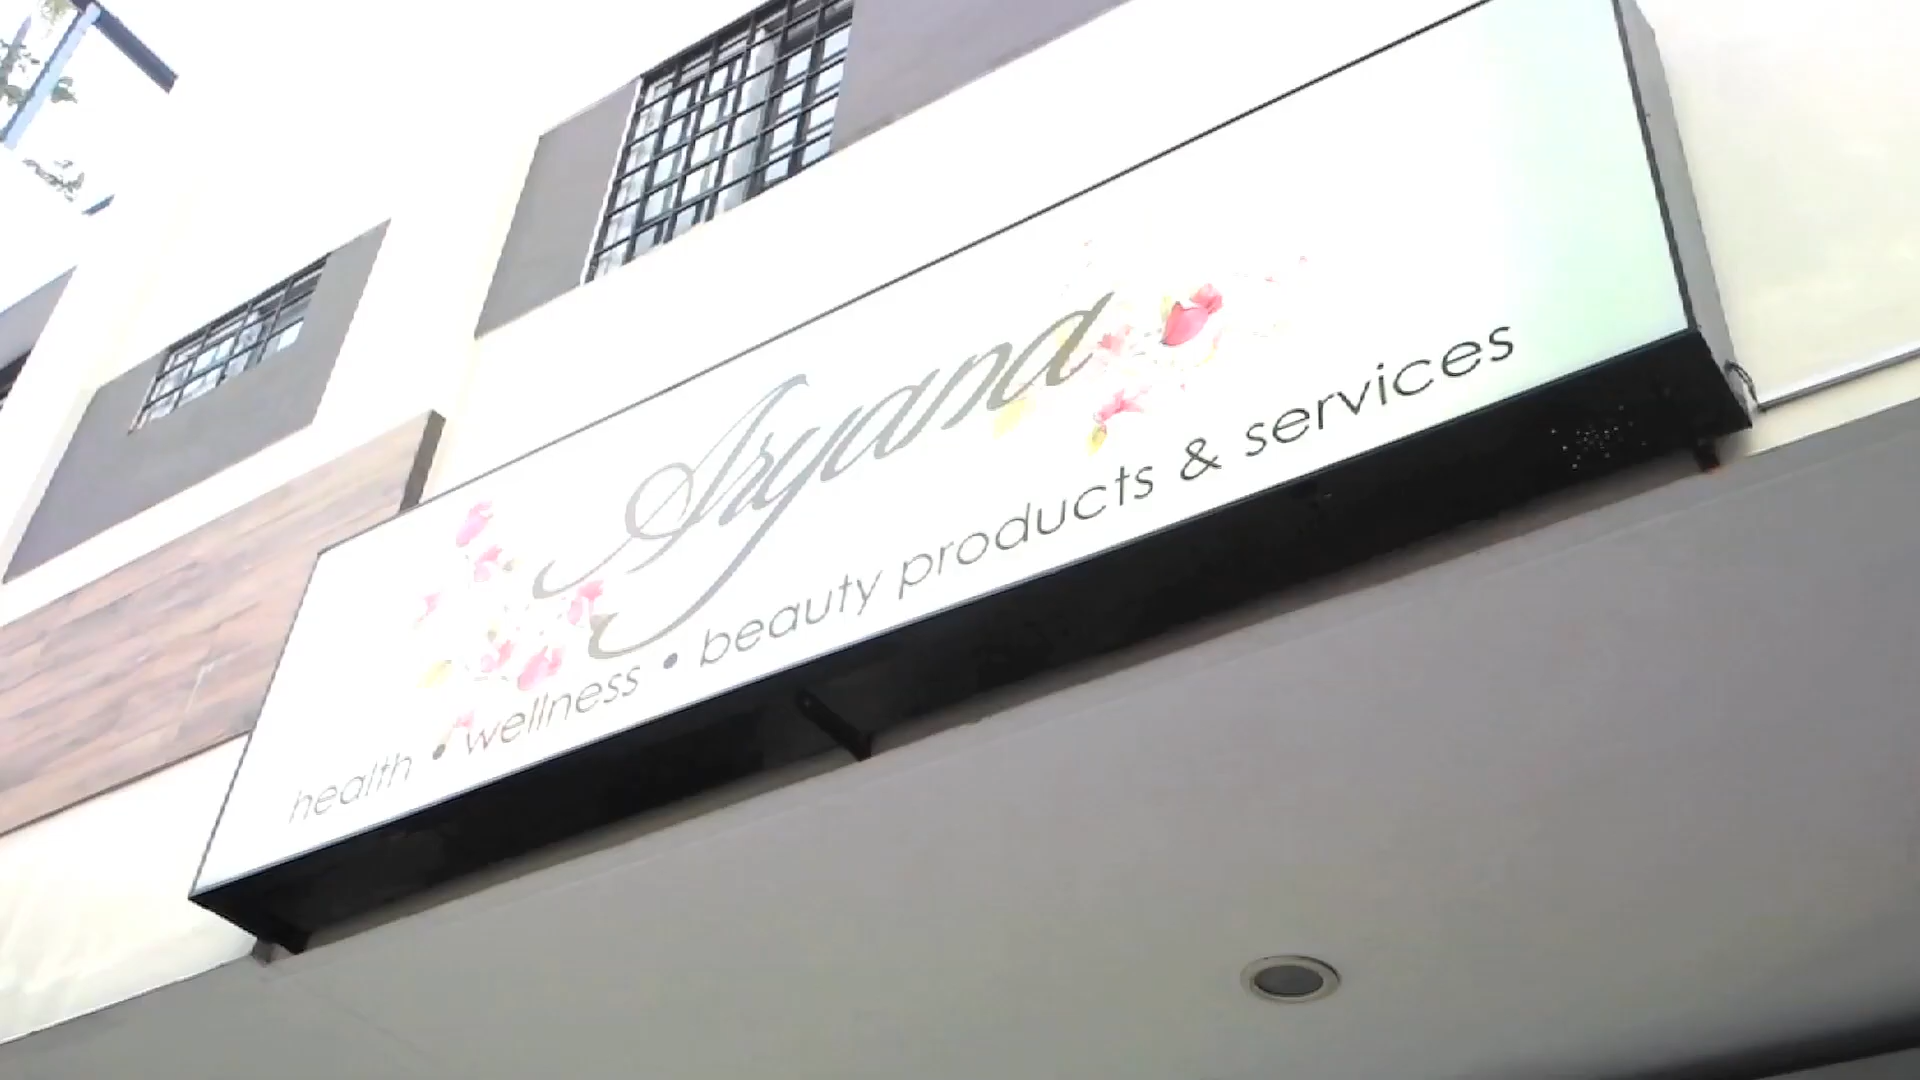 Aryana
health • wellness • beauty products & services